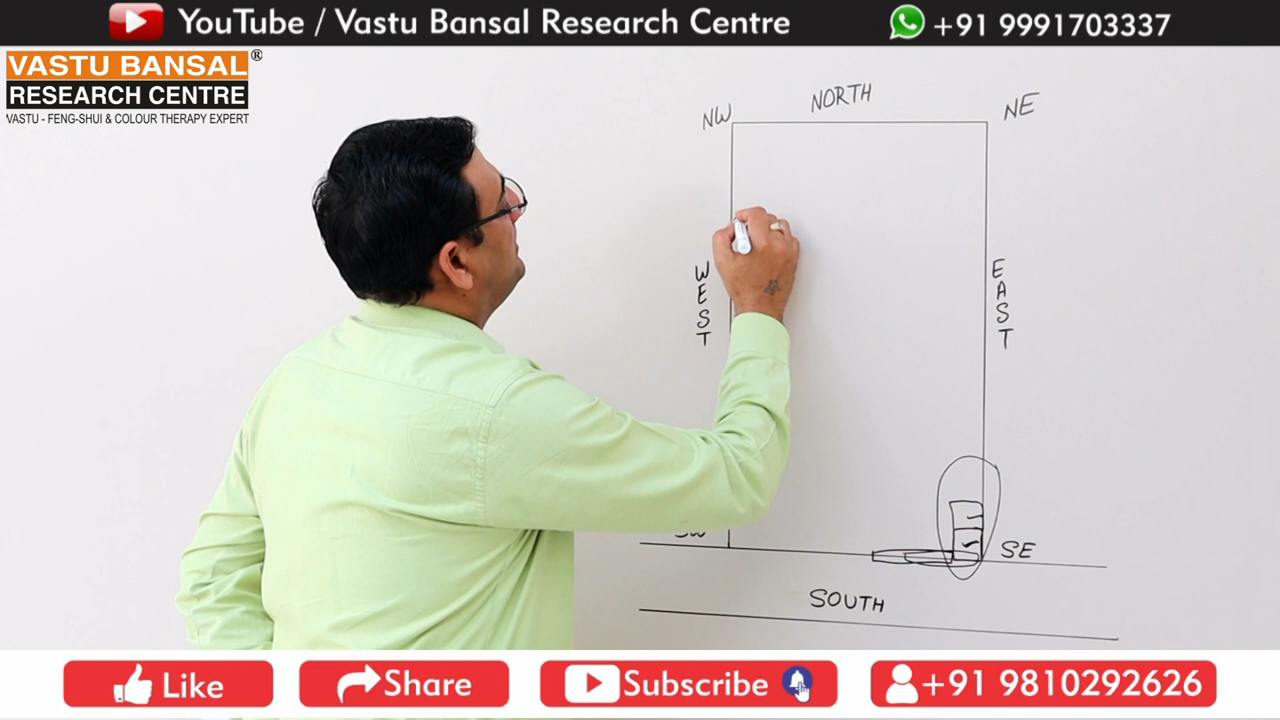 YouTube / Vastu Bansal Research Centre
+91 9991703337
VASTU BANSAL®
RESEARCH CENTRE
VASTU - FENG-SHUI & COLOUR THERAPY EXPERT
NW
NORTH
NE
WEST
EAST
SW
SE
SOUTH
Like
Share
Subscribe
+91 9810292626